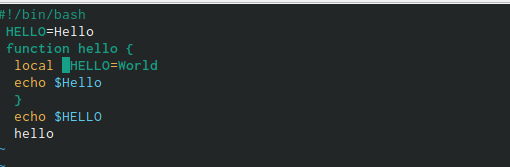 #!/bin/bash
HELLO=Hello
function hello {
local HELLO=World
echo $Hello
}
echo $HELLO
hello
~
~